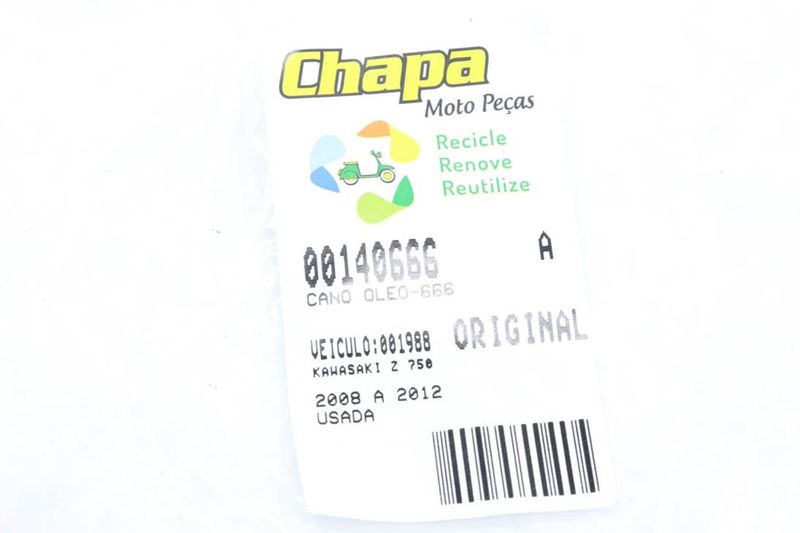 Chapa
Moto Peças
Recicle
Renove
Reutilize
00140666 A
CANO OLEO-666
VEICULO:001988 ORIGINAL
KAWASAKI Z 750
2008 A 2012
USADA